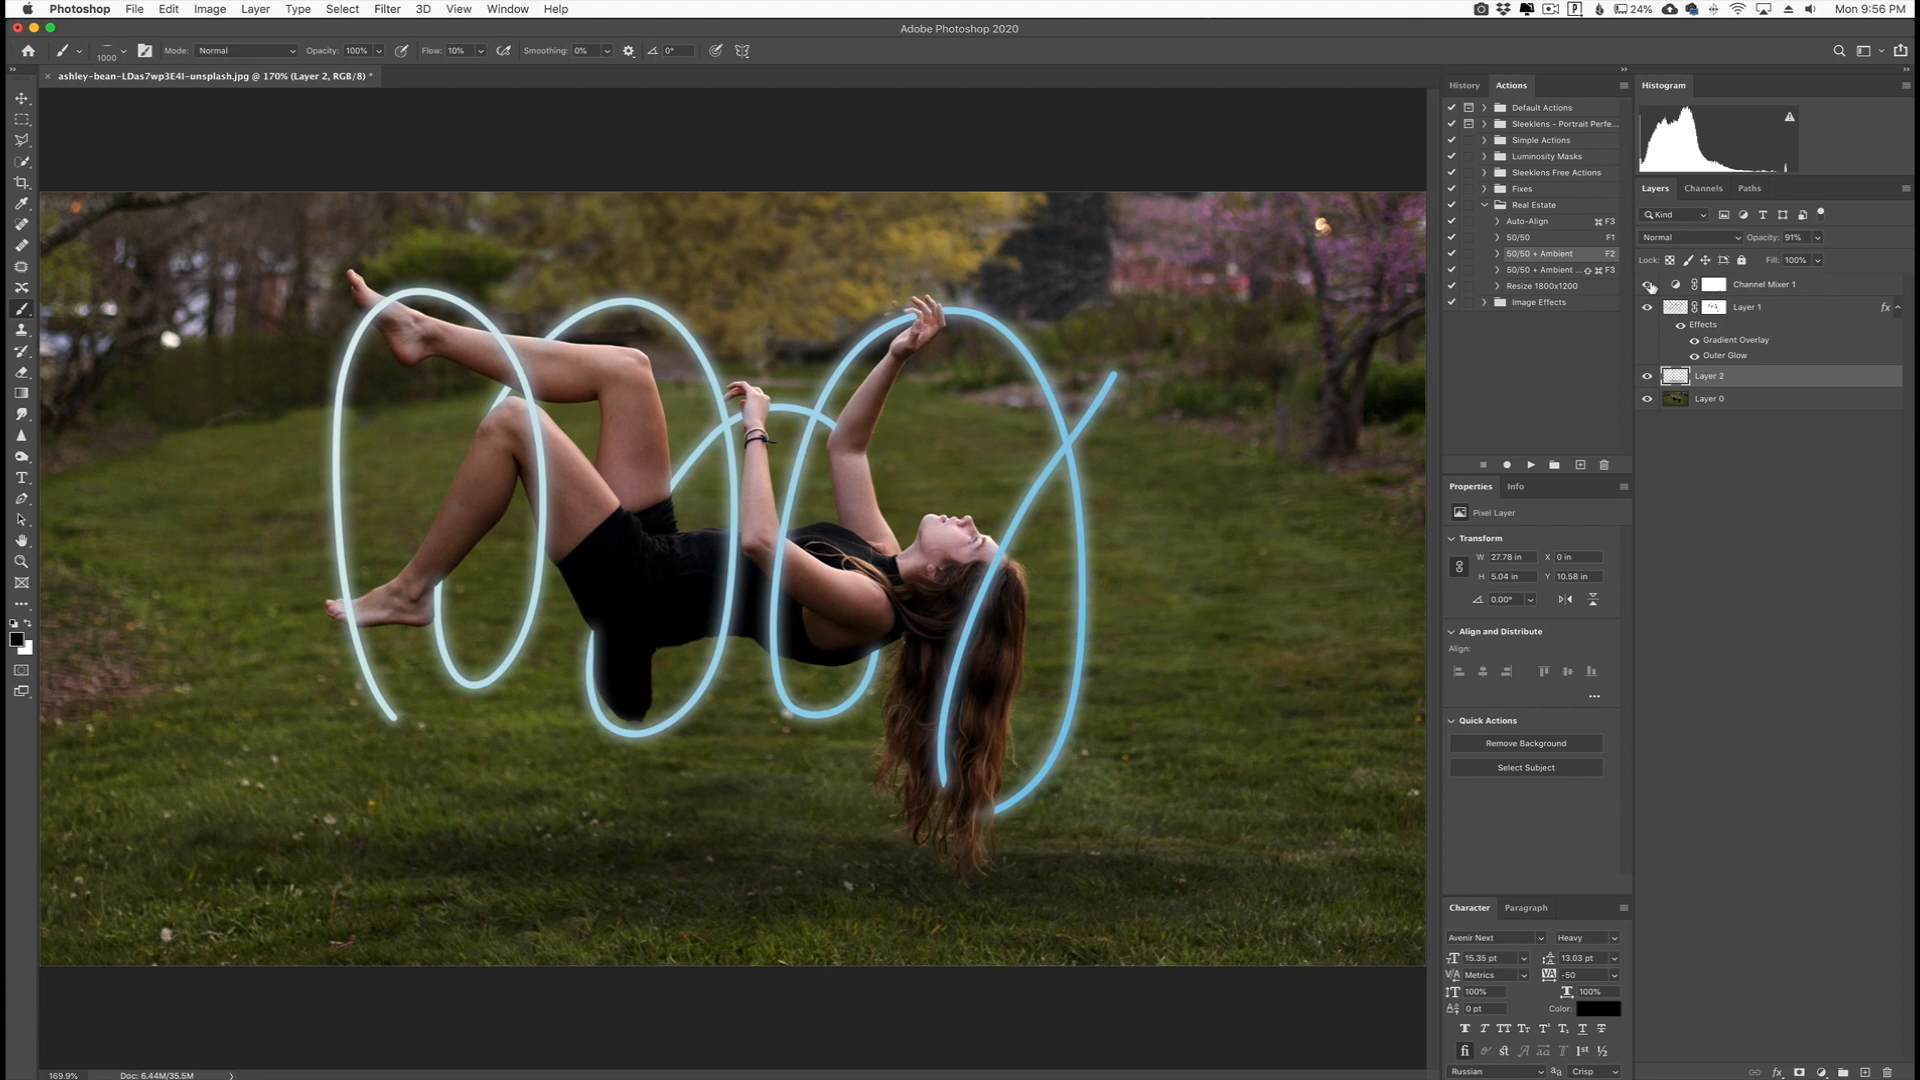 Photoshop File Edit Image Layer Type Select Filter 3D View Window Help 24% Mon 9:56 PM
Adobe Photoshop 2020
1000 Mode: Normal Opacity: 100% Flow: 10% Smoothing: 0% 0°
ashley-bean-LDas7wp3E4I-unsplash.jpg @ 170% (Layer 2, RGB/8) *
History Actions
Default Actions
Sleeklens - Portrait Perfe...
Simple Actions
Luminosity Masks
Sleeklens Free Actions
Fixes
Real Estate
Auto-Align ⌘ F3
50/50 F1
50/50 + Ambient F2
50/50 + Ambient ... ⇧ ⌘ F3
Resize 1800x1200
Image Effects
Properties Info
Pixel Layer
Transform
W 27.78 in X 0 in
H 5.04 in Y 10.58 in
0.00°
Align and Distribute
Align:
Quick Actions
Remove Background
Select Subject
Character Paragraph
Avenir Next Heavy
15.35 pt 13.03 pt
Metrics -50
100% 100%
0 pt Color:
Russian Crisp
Histogram
Layers Channels Paths
Kind
Normal Opacity: 91%
Lock: Fill: 100%
Channel Mixer 1
Layer 1 fx
Effects
Gradient Overlay
Outer Glow
Layer 2
Layer 0
169.9% Doc: 6.44M/35.5M